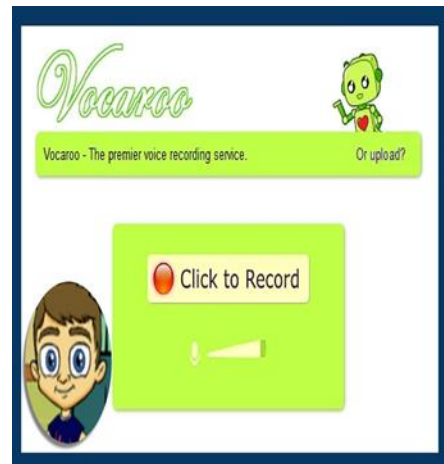 Vocaroo
Vocaroo - The premier voice recording service. Or upload?
Click to Record